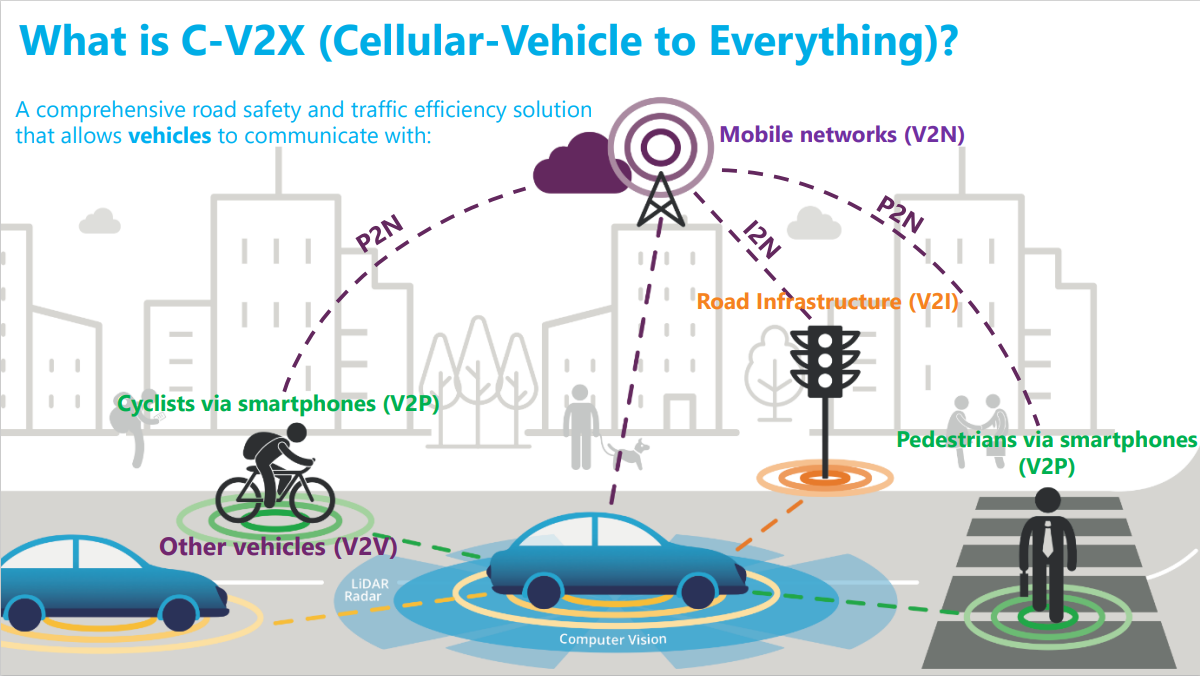 What is C-V2X (Cellular-Vehicle to Everything)?
A comprehensive road safety and traffic efficiency solution
that allows vehicles to communicate with:
Mobile networks (V2N)
P2N
I2N
P2N
Road Infrastructure (V2I)
Cyclists via smartphones (V2P)
Pedestrians via smartphones
(V2P)
Other vehicles (V2V)
LiDAR
Radar
Computer Vision